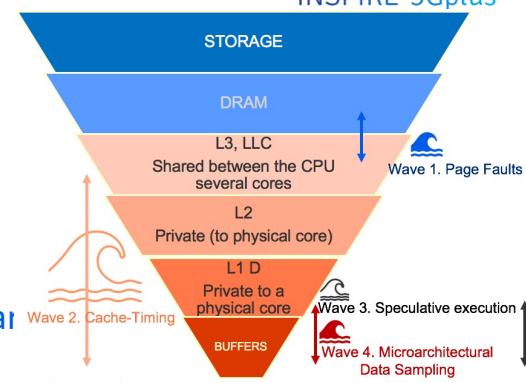 INSPIRE-5Gplus
STORAGE
DRAM
L3, LLC
Shared between the CPU
several cores
Wave 1. Page Faults
L2
Private (to physical core)
L1 D
Private to a
physical core
Wave 3. Speculative execution
Wave 2. Cache-Timing
BUFFERS
Wave 4. Microarchitectural
Data Sampling